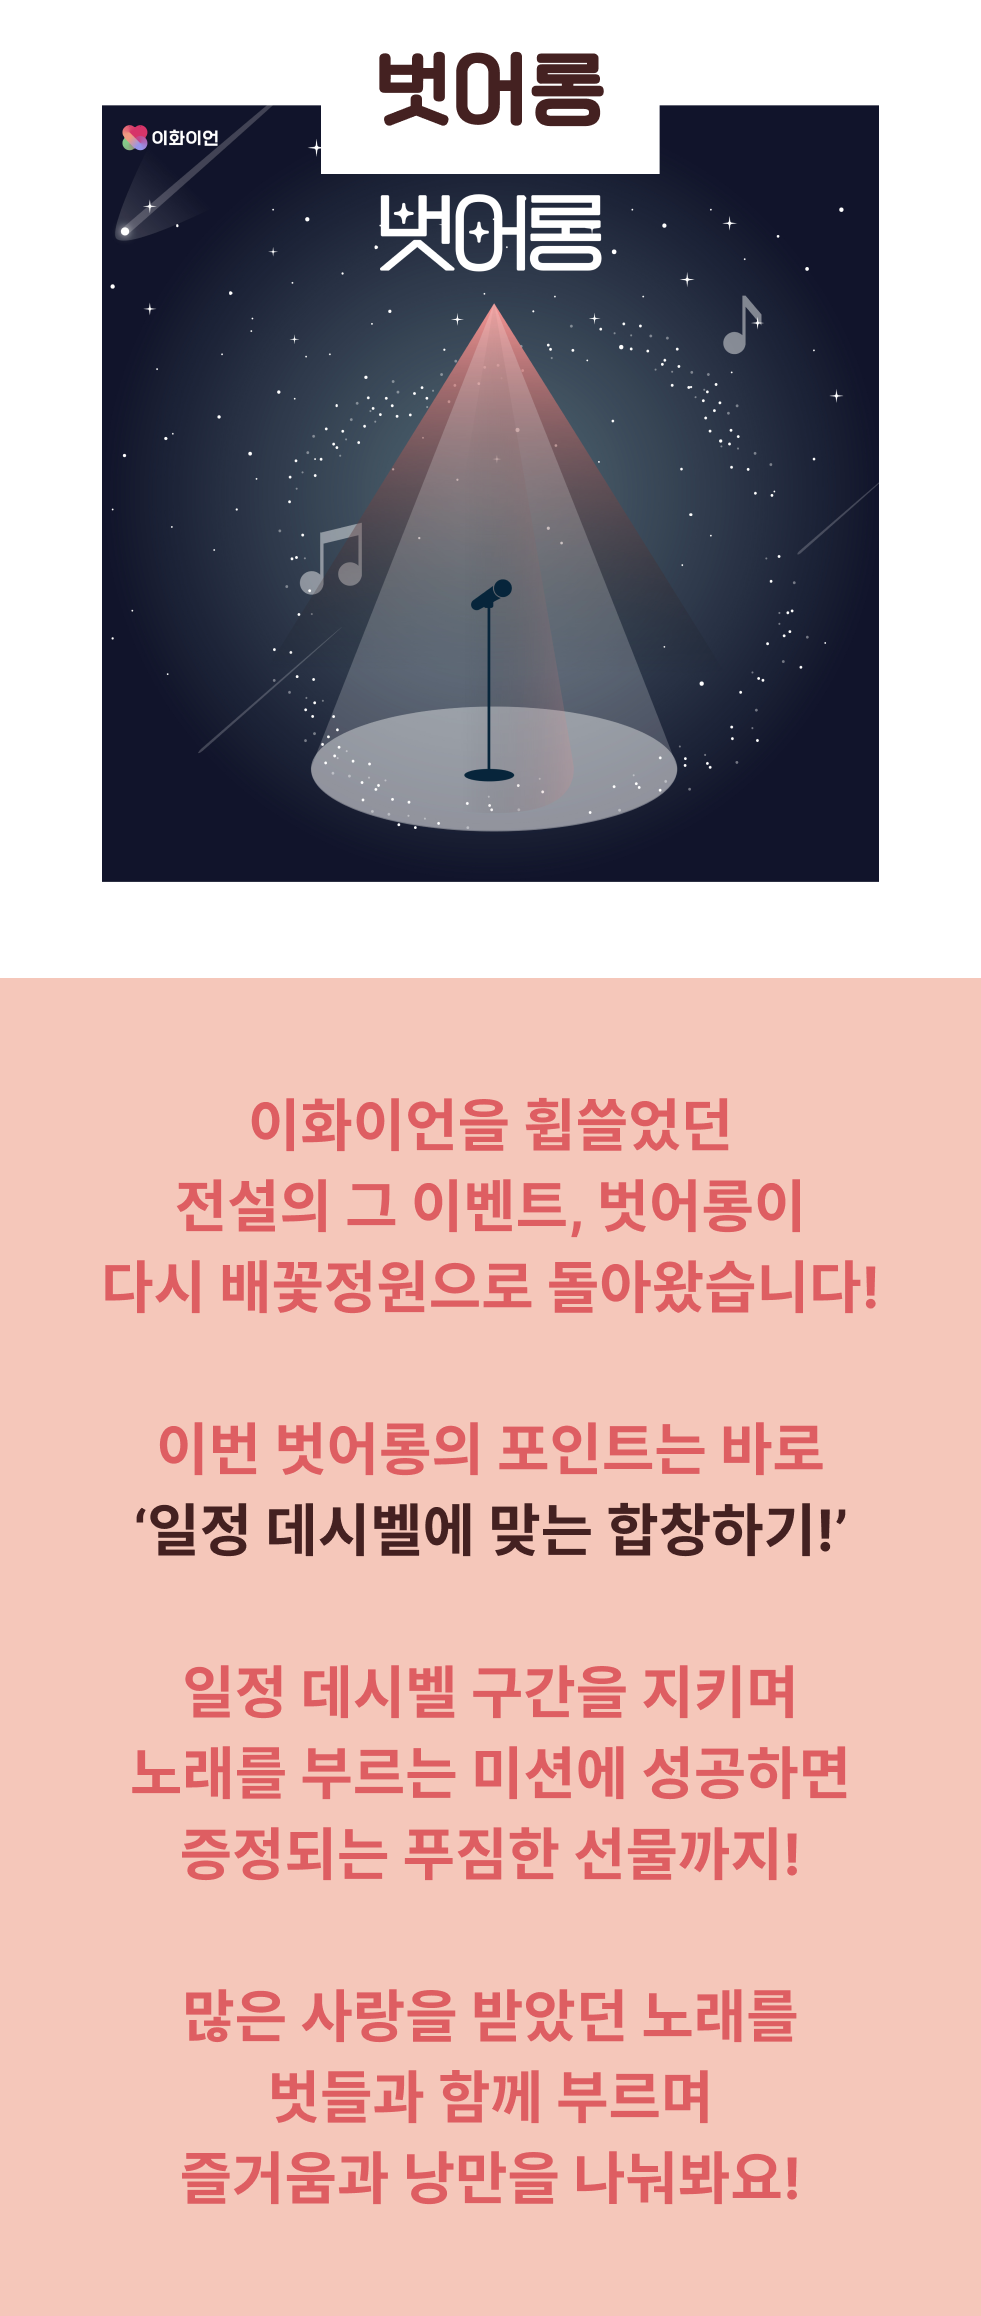 벗어롱
이화이언
벗어롱
이화이언을 휩쓸었던
전설의 그 이벤트, 벗어롱이
다시 배꽃정원으로 돌아왔습니다!
이번 벗어롱의 포인트는 바로
‘일정 데시벨에 맞는 합창하기!’
일정 데시벨 구간을 지키며
노래를 부르는 미션에 성공하면
증정되는 푸짐한 선물까지!
많은 사랑을 받았던 노래를
벗들과 함께 부르며
즐거움과 낭만을 나눠봐요!